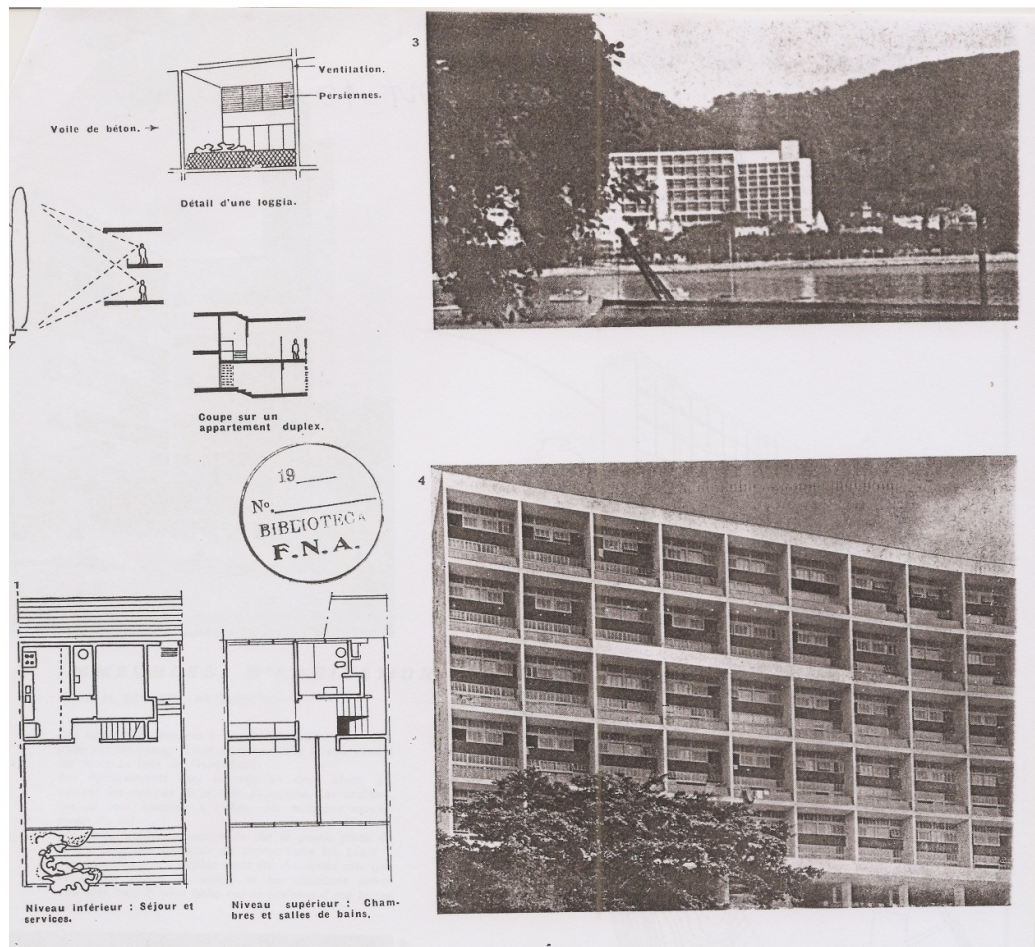 3
Ventilation.
Persiennes.
Voile de béton.
Détail d'une loggia.
Coupe sur un
appartement duplex.
19
No.
BIBLIOTECA
F.N.A.
4
Niveau inférieur : Séjour et
services.
Niveau supérieur : Cham-
bres et salles de bains.